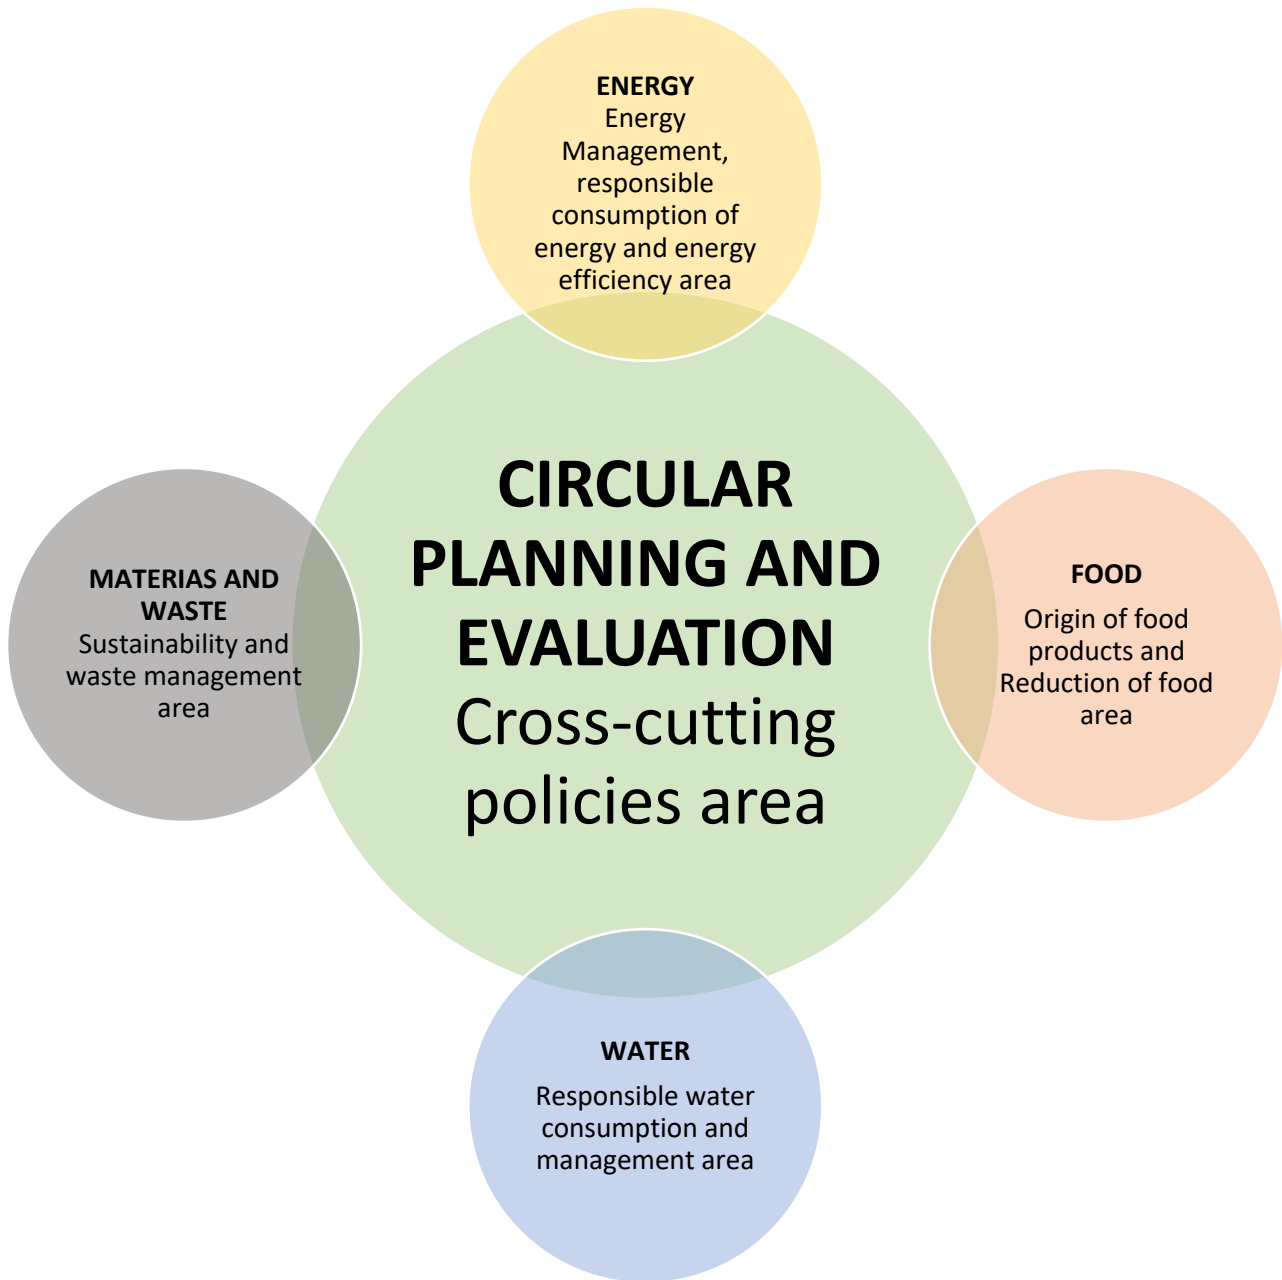 ENERGY
Energy
Management,
responsible
consumption of
energy and energy
efficiency area
CIRCULAR
PLANNING AND
EVALUATION
Cross-cutting
policies area
MATERIAS AND
WASTE
Sustainability and
waste management
area
FOOD
Origin of food
products and
Reduction of food
area
WATER
Responsible water
consumption and
management area